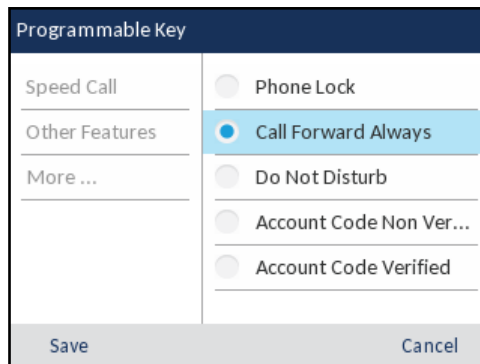 Programmable Key
Speed Call
Other Features
More ...
Phone Lock
Call Forward Always
Do Not Disturb
Account Code Non Ver...
Account Code Verified
Save
Cancel